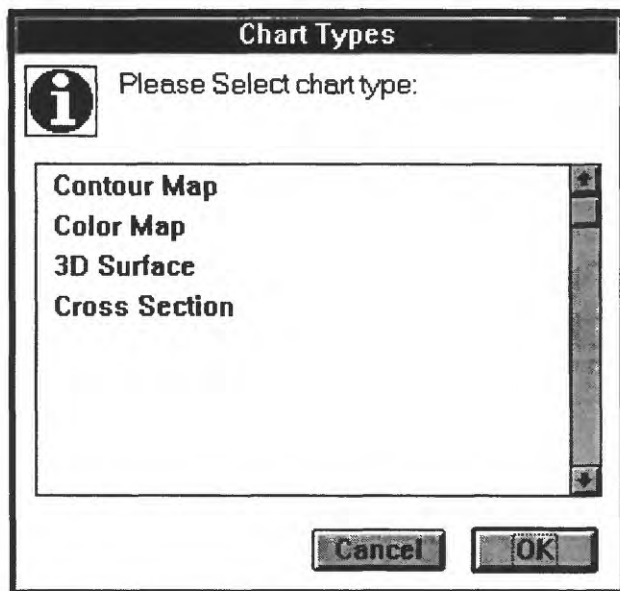 Chart Types
Please Select chart type:
Contour Map
Color Map
3D Surface
Cross Section
Cancel OK